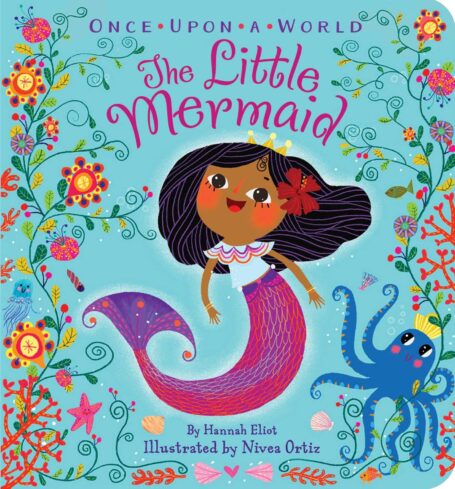 ONCE•UPON•A•WORLD
The Little
Mermaid
By Hannah Eliot
Illustrated by Nivea Ortiz